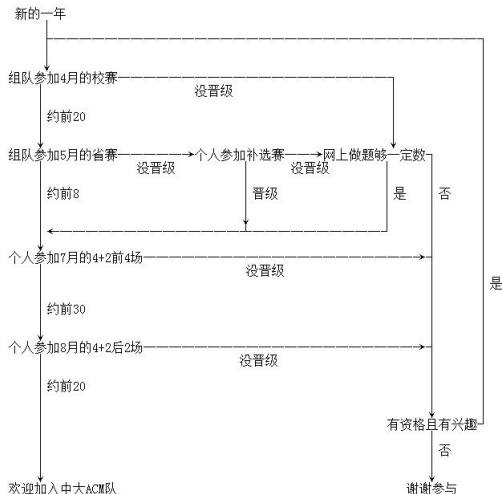 新的一年
组队参加4月的校赛
没晋级
约前20
组队参加5月的省赛 没晋级 个人参加补选赛 没晋级 网上做题够一定数
约前8 晋级 是 否
个人参加7月的4+2前4场
没晋级
是
约前30
个人参加8月的4+2后2场
没晋级
约前20
有资格且有兴趣
否
欢迎加入中大ACM队 谢谢参与